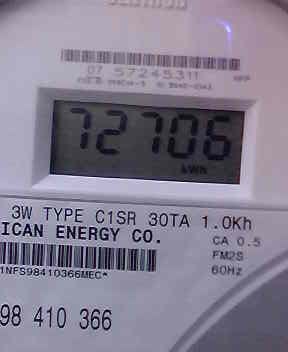 07 57245311
72706
kWH
3W TYPE C1SR 30TA 1.0Kh
ICAN ENERGY CO.
CA 0.5
FM2S
60Hz
1NFS98410366MEC*
98 410 366